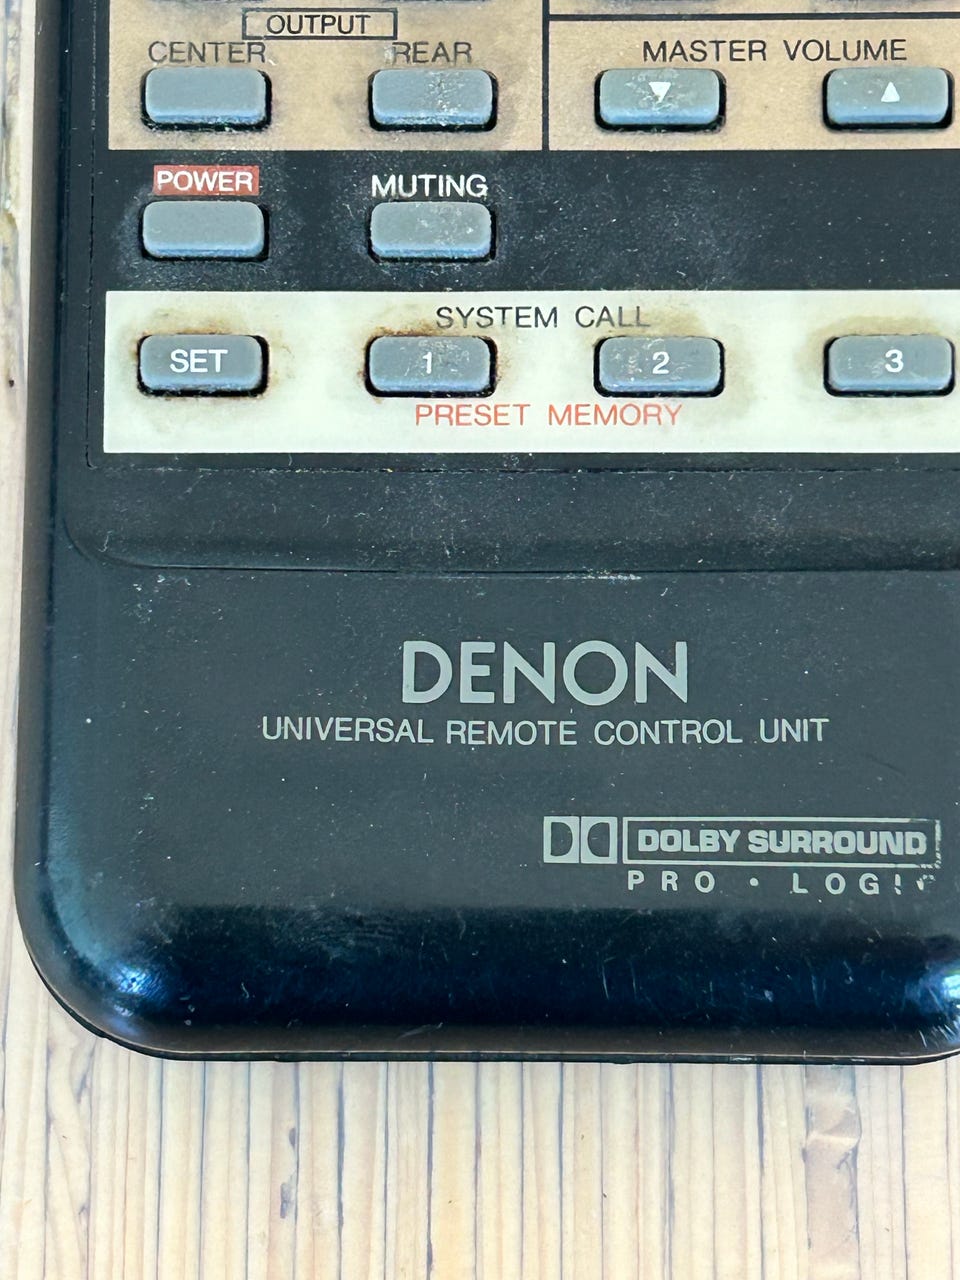 OUTPUT
CENTER REAR MASTER VOLUME
▼ ▲
POWER MUTING
SYSTEM CALL
SET 1 2 3
PRESET MEMORY
DENON
UNIVERSAL REMOTE CONTROL UNIT
DOLBY SURROUND
PRO • LOGIC